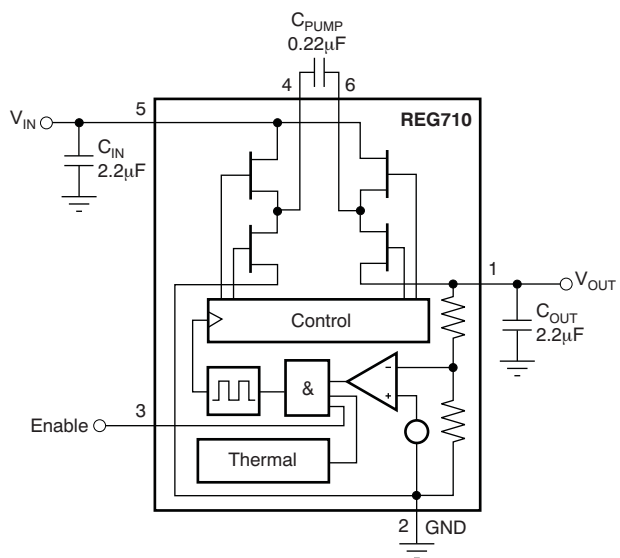 C_PUMP
0.22µF
4 6
V_IN 5 REG710
C_IN
2.2µF
1
V_OUT
Control
C_OUT
2.2µF
- 
&
+
3
Enable
Thermal
2 GND